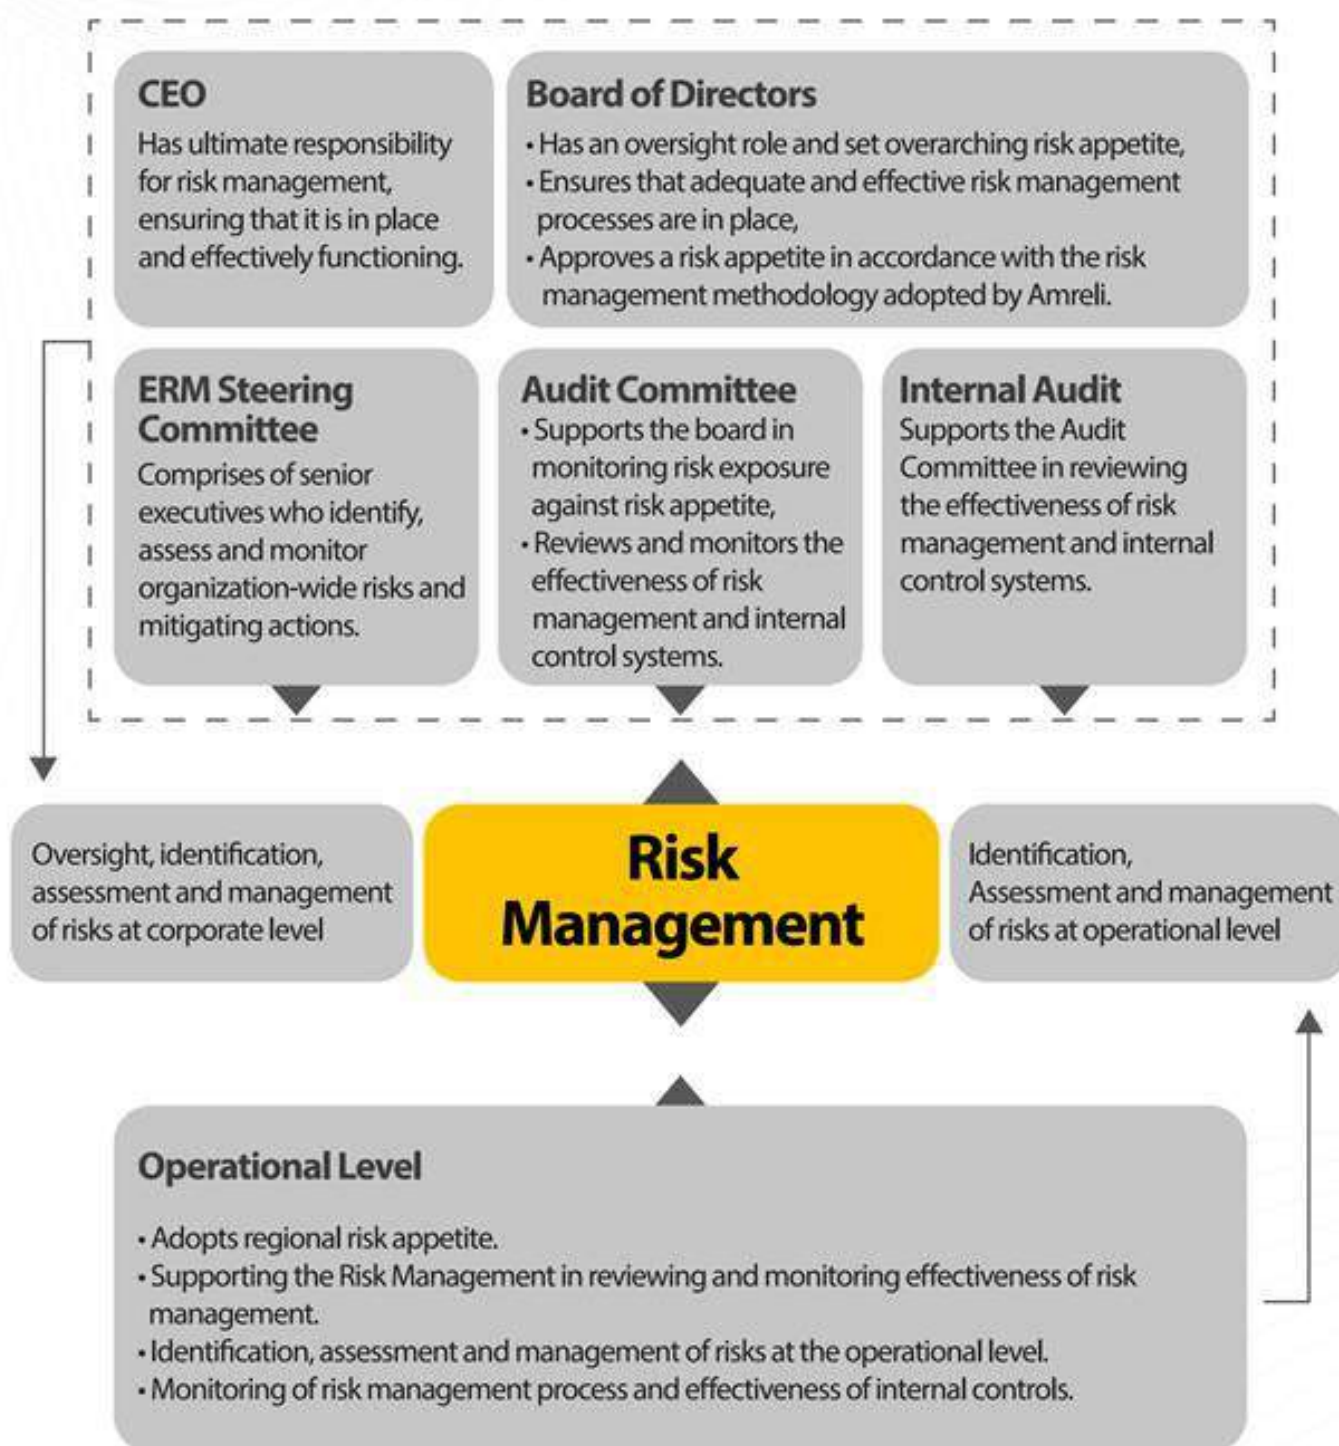 CEO
Has ultimate responsibility
for risk management,
ensuring that it is in place
and effectively functioning.
Board of Directors
• Has an oversight role and set overarching risk appetite,
• Ensures that adequate and effective risk management
processes are in place,
• Approves a risk appetite in accordance with the risk
management methodology adopted by Amreli.
ERM Steering
Committee
Comprises of senior
executives who identify,
assess and monitor
organization-wide risks and
mitigating actions.
Audit Committee
• Supports the board in
monitoring risk exposure
against risk appetite,
• Reviews and monitors the
effectiveness of risk
management and internal
control systems.
Internal Audit
Supports the Audit
Committee in reviewing
the effectiveness of risk
management and internal
control systems.
Oversight, identification,
assessment and management
of risks at corporate level
Risk
Management
Identification,
Assessment and management
of risks at operational level
Operational Level
• Adopts regional risk appetite.
• Supporting the Risk Management in reviewing and monitoring effectiveness of risk
management.
• Identification, assessment and management of risks at the operational level.
• Monitoring of risk management process and effectiveness of internal controls.